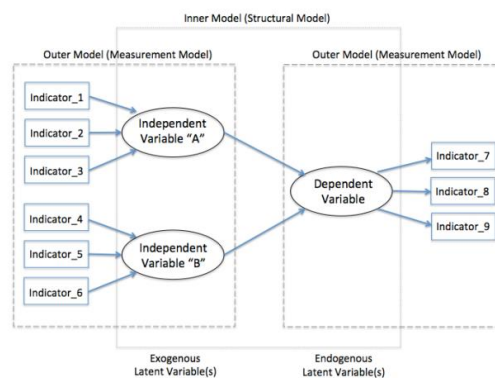 Inner Model (Structural Model)
Outer Model (Measurement Model)
Outer Model (Measurement Model)
Indicator_1
Indicator_2
Indicator_3
Independent
Variable “A”
Indicator_4
Indicator_5
Indicator_6
Independent
Variable “B”
Dependent
Variable
Indicator_7
Indicator_8
Indicator_9
Exogenous
Latent Variable(s)
Endogenous
Latent Variable(s)